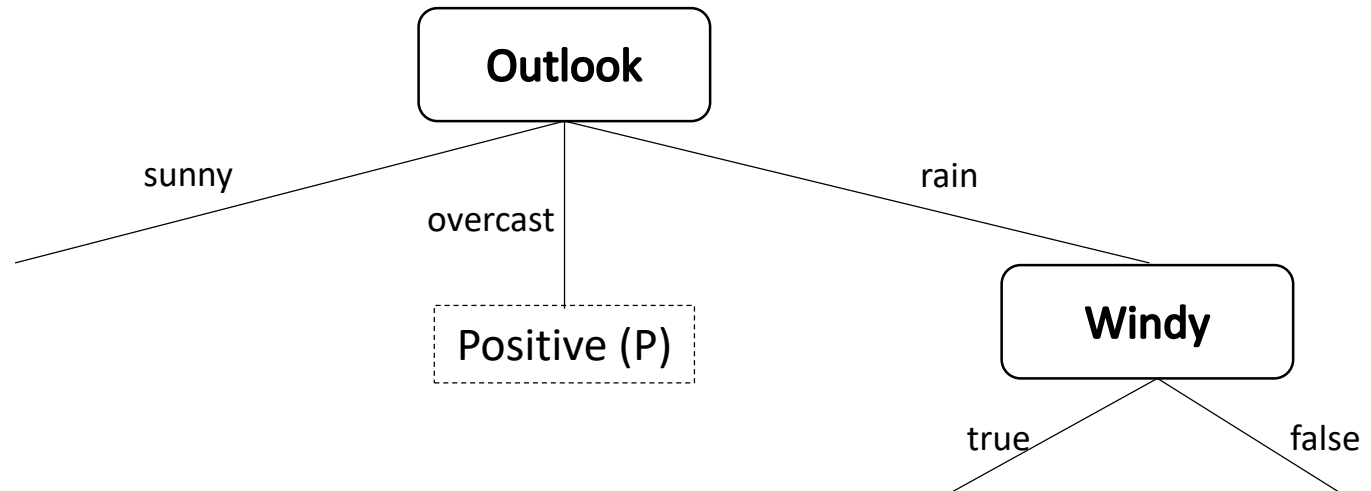 Outlook
sunny
rain
overcast
Positive (P)
Windy
true
false